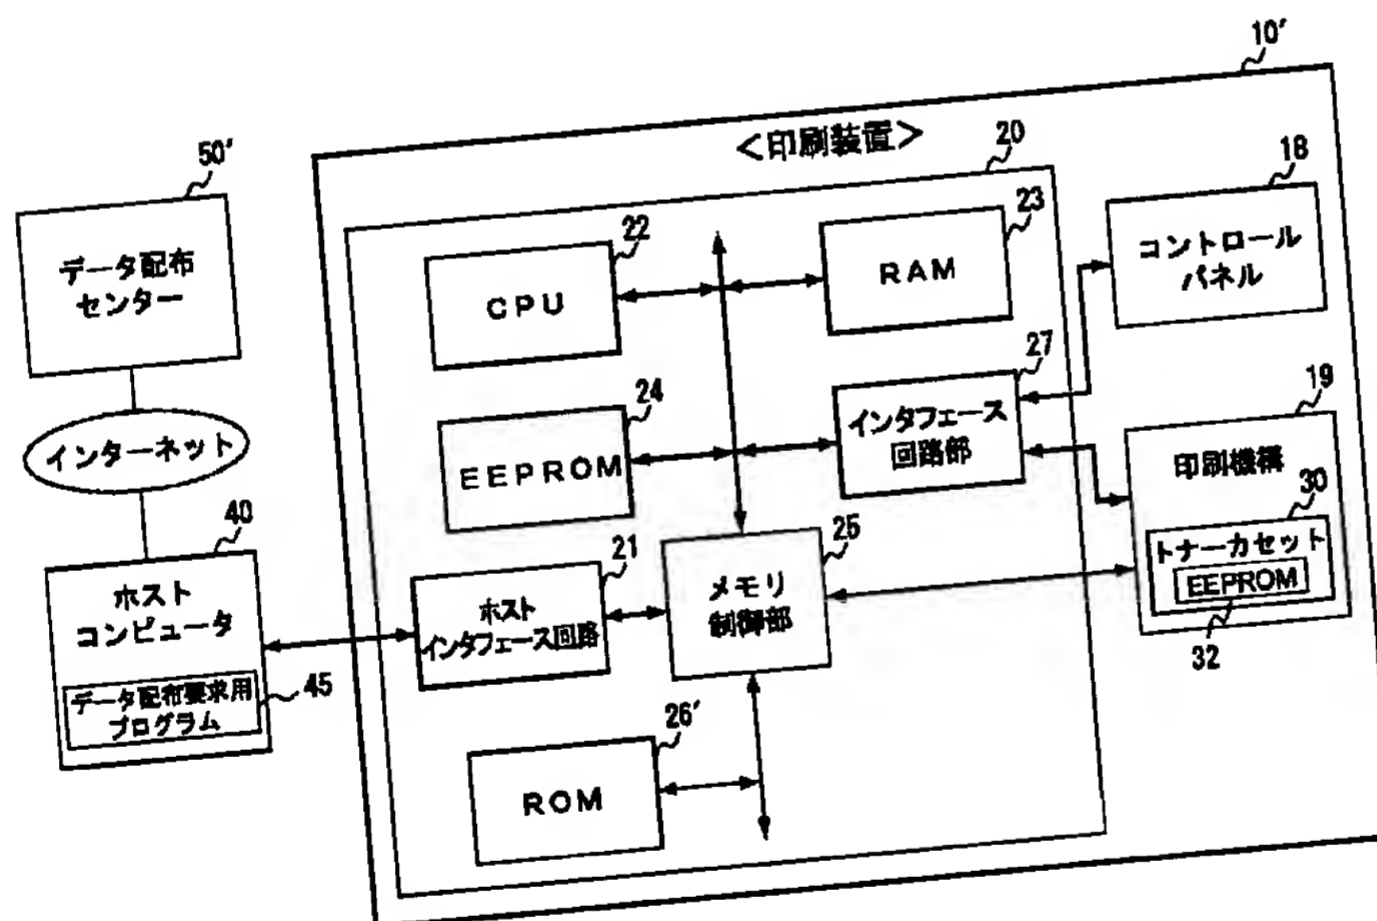 10′
<印刷装置>
50′
データ配布
センター
インターネット
40
ホスト
コンピュータ
データ配布要求用
プログラム
45
20
22
CPU
23
RAM
24
EEPROM
27
インタフェース
回路部
21
ホスト
インタフェース回路
25
メモリ
制御部
26′
ROM
18
コントロール
パネル
19
印刷機構
30
トナーカセット
EEPROM
32